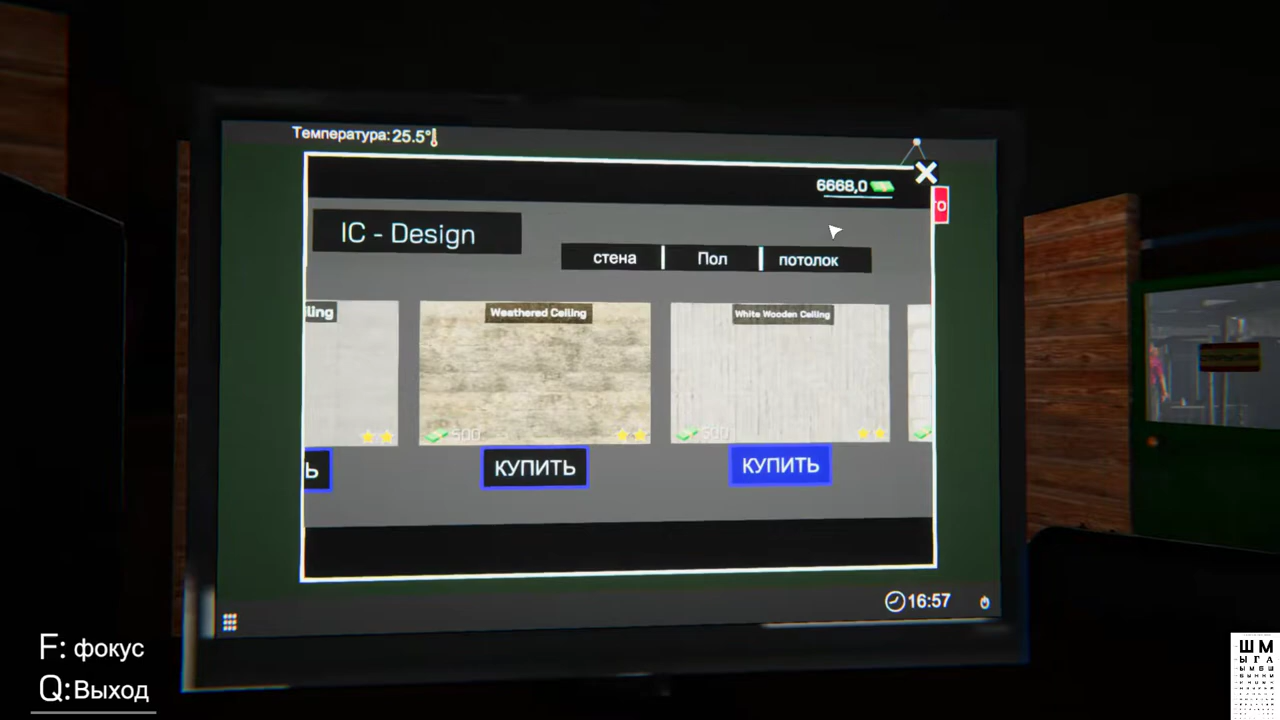 Температура: 25.5°
6668,0
IC - Design
стена
Пол
потолок
Weathered Ceiling
White Wooden Ceiling
500
500
КУПИТЬ
КУПИТЬ
16:57
F: фокус
Q:Выход
Ш М
Ы Г А